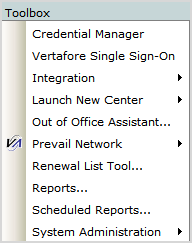 Toolbox
Credential Manager
Vertafore Single Sign-On
Integration
Launch New Center
Out of Office Assistant...
Prevail Network
Renewal List Tool...
Reports...
Scheduled Reports...
System Administration